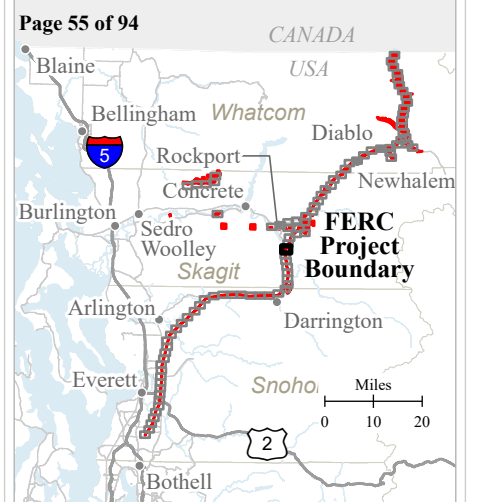 Page 55 of 94
CANADA
USA
Blaine
Bellingham
Whatcom
Diablo
5
Rockport
Newhalem
Concrete
Burlington
Sedro
Woolley
FERC
Project
Boundary
Skagit
Arlington
Darrington
Everett
Snoho
Miles
0 10 20
2
Bothell